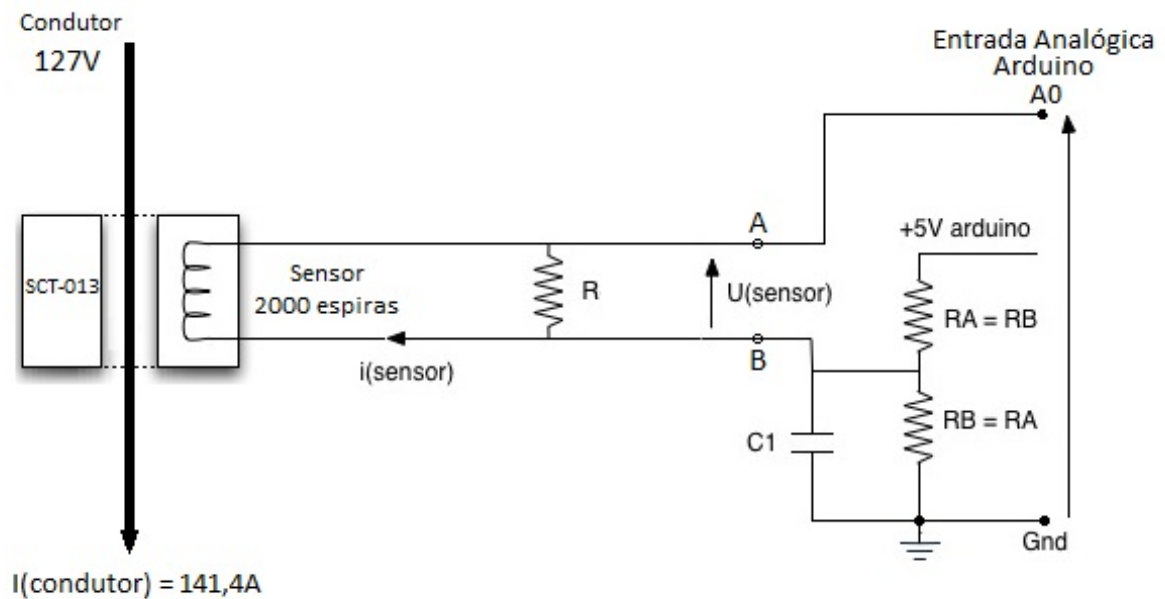 Condutor
127V
Entrada Analógica
Arduino
A0
A
+5V arduino
SCT-013
Sensor
2000 espiras
R
U(sensor)
RA = RB
B
i(sensor)
C1
RB = RA
Gnd
I(condutor) = 141,4A